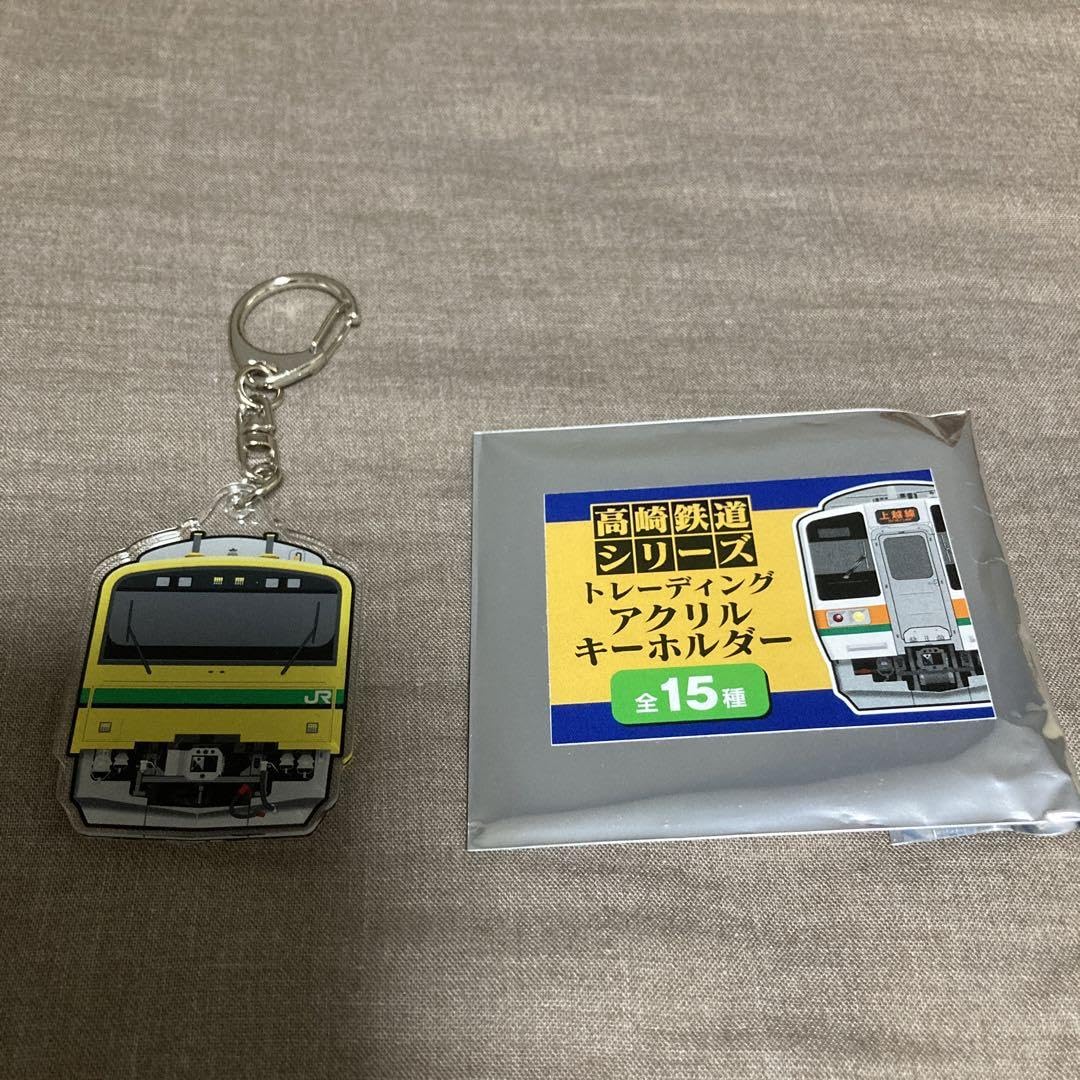 JR
高崎鉄道
シリーズ
トレーディング
アクリル
キーホルダー
全15種
上越線